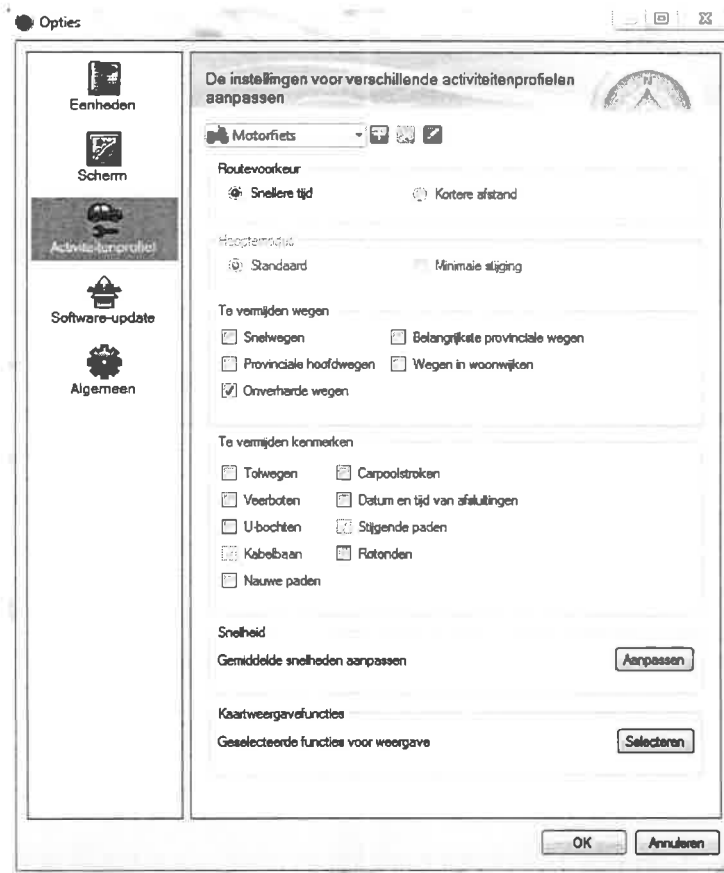 Opties
Eenheden
Scherm
Activiteitenprofiel
Software-update
Algemeen
De instellingen voor verschillende activiteitenprofielen
aanpassen
Motorfiets
Routevoorkeur
Snellere tijd
Kortere afstand
Hoogtemodus
Standaard
Minimale stijging
Te vermijden wegen
Snelwegen
Belangrijkste provinciale wegen
Provinciale hoofdwegen
Wegen in woonwijken
Onverharde wegen
Te vermijden kenmerken
Tolwegen
Carpoolstroken
Veerboten
Datum en tijd van afsluitingen
U-bochten
Stijgende paden
Kabelbaan
Rotonden
Nauwe paden
Snelheid
Gemiddelde snelheden aanpassen
Aanpassen
Kaartweergavefuncties
Geselecteerde functies voor weergave
Selecteren
OK
Annuleren